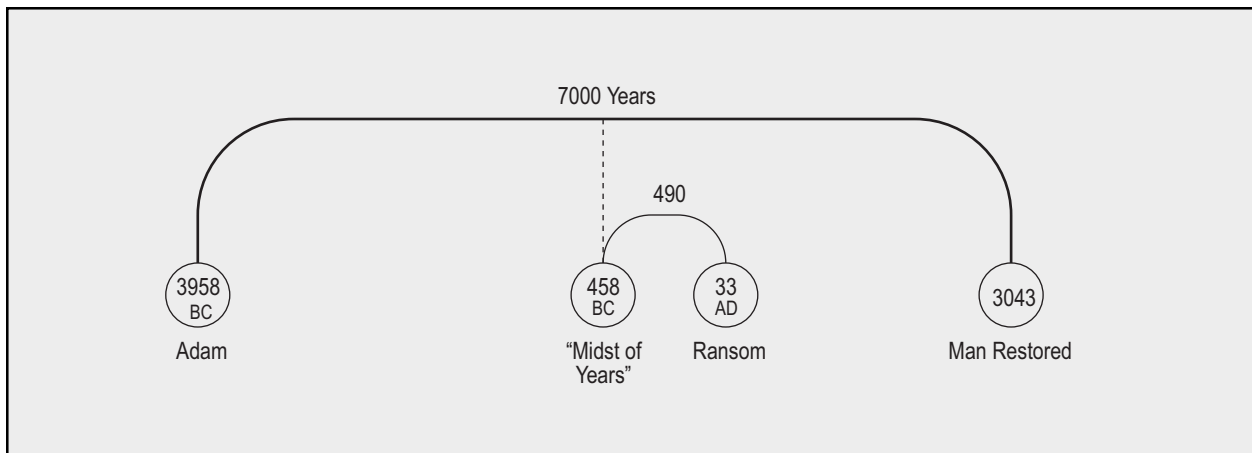 7000 Years
490
3958
BC
458
BC
33
AD
3043
Adam
“Midst of
Years”
Ransom
Man Restored